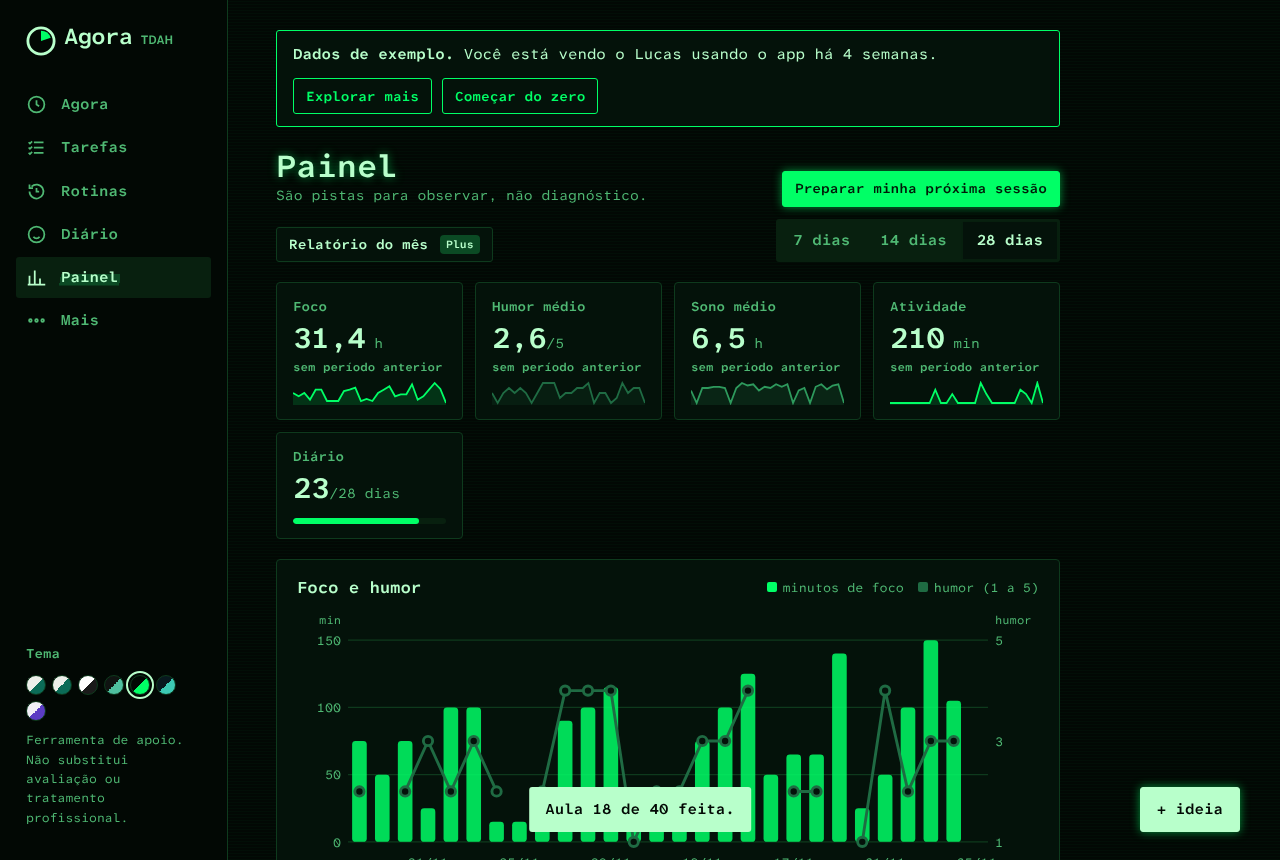 Agora TDAH
Agora
Tarefas
Rotinas
Diário
Painel
Mais
Tema
Ferramenta de apoio.
Não substitui
avaliação ou
tratamento
profissional.
Dados de exemplo. Você está vendo o Lucas usando o app há 4 semanas.
Explorar mais
Começar do zero
Painel
São pistas para observar, não diagnóstico.
Preparar minha próxima sessão
Relatório do mês Plus
7 dias 14 dias 28 dias
Foco
31,4 h
sem período anterior
Humor médio
2,6/5
sem período anterior
Sono médio
6,5 h
sem período anterior
Atividade
210 min
sem período anterior
Diário
23/28 dias
Foco e humor
minutos de foco
humor (1 a 5)
min
humor
150
5
100
3
50
0
1
Aula 18 de 40 feita.
+ ideia